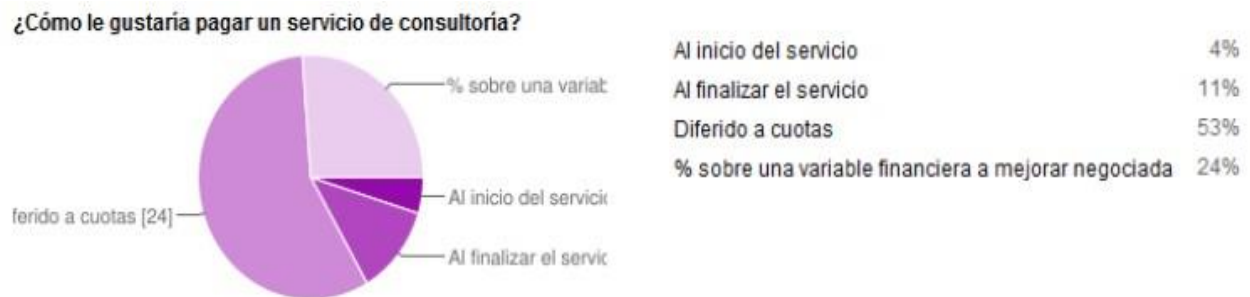 ¿Cómo le gustaría pagar un servicio de consultoría?
% sobre una variab
Al inicio del servicio
ferido a cuotas [24]
Al finalizar el servic
Al inicio del servicio 4%
Al finalizar el servicio 11%
Diferido a cuotas 53%
% sobre una variable financiera a mejorar negociada 24%